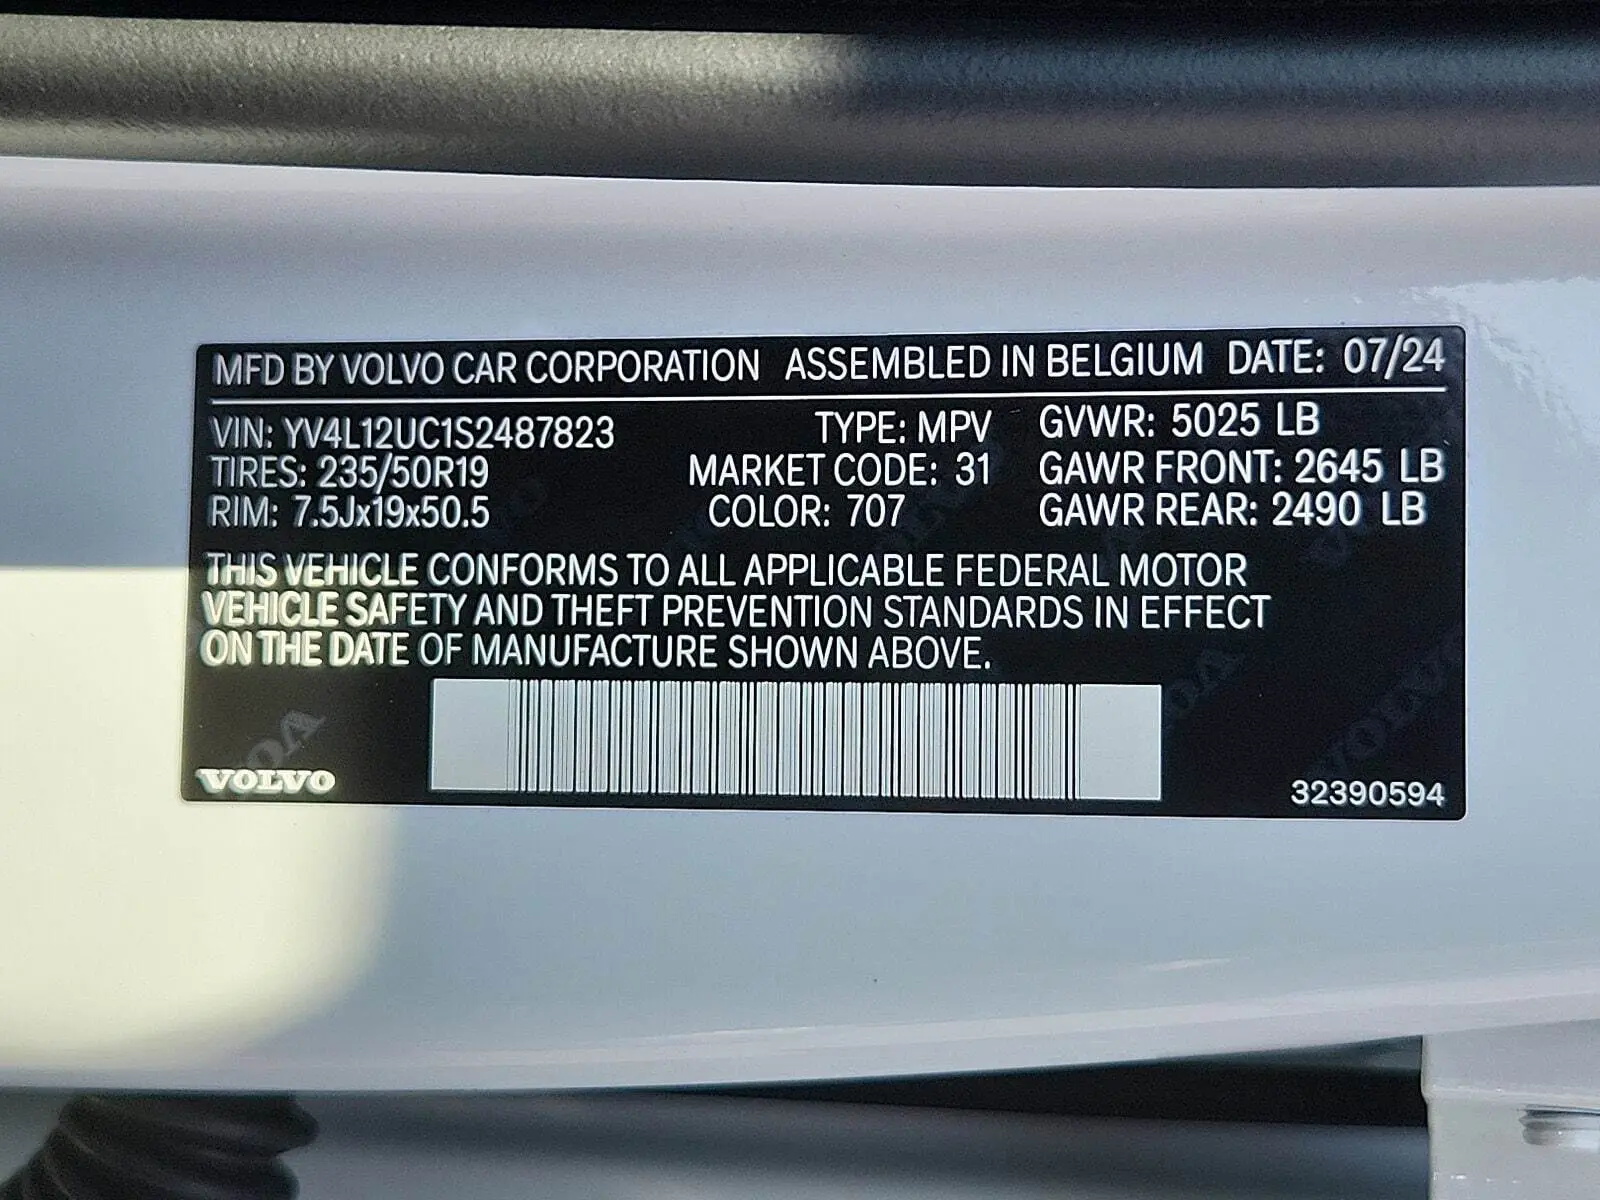 MFD BY VOLVO CAR CORPORATION ASSEMBLED IN BELGIUM DATE: 07/24
VIN: YV4L12UC1S2487823 TYPE: MPV GVWR: 5025 LB
TIRES: 235/50R19 MARKET CODE: 31 GAWR FRONT: 2645 LB
RIM: 7.5Jx19x50.5 COLOR: 707 GAWR REAR: 2490 LB
THIS VEHICLE CONFORMS TO ALL APPLICABLE FEDERAL MOTOR
VEHICLE SAFETY AND THEFT PREVENTION STANDARDS IN EFFECT
ON THE DATE OF MANUFACTURE SHOWN ABOVE.
VOLVO 32390594